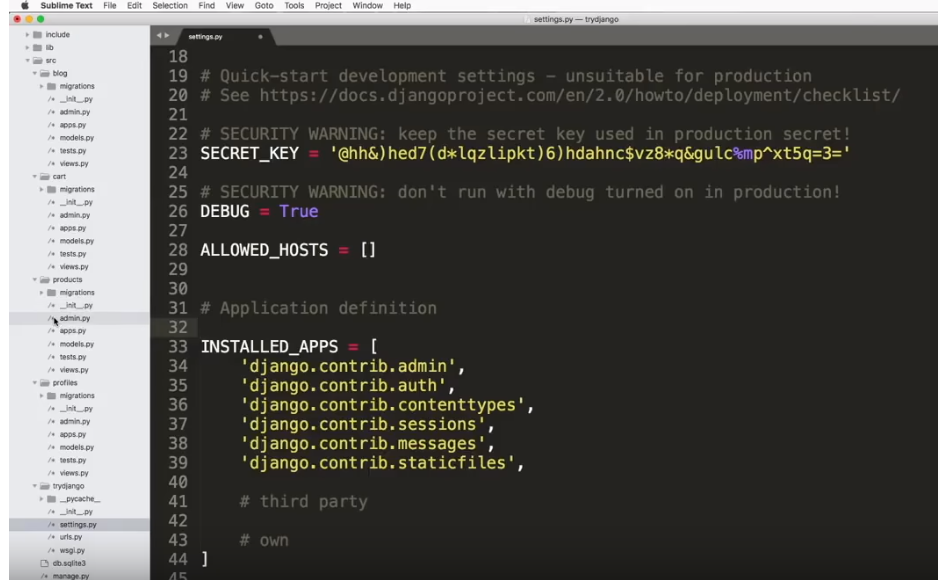 Sublime Text File Edit Selection Find View Goto Tools Project Window Help
settings.py — trydjango
include
lib
src
blog
migrations
__init__.py
admin.py
apps.py
models.py
tests.py
views.py
cart
migrations
__init__.py
admin.py
apps.py
models.py
tests.py
views.py
products
migrations
__init__.py
admin.py
apps.py
models.py
tests.py
views.py
profiles
migrations
__init__.py
admin.py
apps.py
models.py
tests.py
views.py
trydjango
__pycache__
__init__.py
settings.py
urls.py
wsgi.py
db.sqlite3
manage.py
settings.py
18
19 # Quick-start development settings - unsuitable for production
20 # See https://docs.djangoproject.com/en/2.0/howto/deployment/checklist/
21
22 # SECURITY WARNING: keep the secret key used in production secret!
23 SECRET_KEY = '@hh&)hed7(d*lqzlipkt)6)hdahnc$vz8*q&gulc%mp^xt5q=3='
24
25 # SECURITY WARNING: don't run with debug turned on in production!
26 DEBUG = True
27
28 ALLOWED_HOSTS = []
29
30
31 # Application definition
32
33 INSTALLED_APPS = [
34 'django.contrib.admin',
35 'django.contrib.auth',
36 'django.contrib.contenttypes',
37 'django.contrib.sessions',
38 'django.contrib.messages',
39 'django.contrib.staticfiles',
40
41 # third party
42
43 # own
44 ]
45